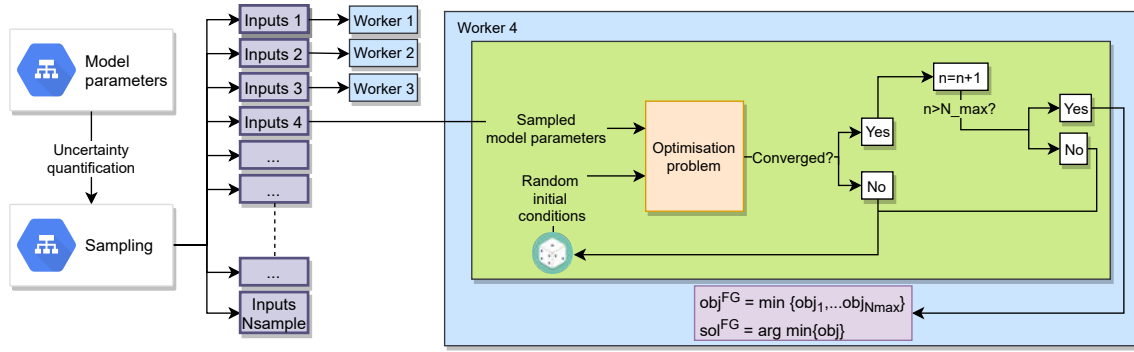 Model
parameters
Uncertainty
quantification
Sampling
Inputs 1
Inputs 2
Inputs 3
Inputs 4
...
...
...
Inputs
Nsample
Worker 1
Worker 2
Worker 3
Worker 4
Sampled
model parameters
Random
initial
conditions
Optimisation
problem
Converged?
Yes
No
n=n+1
n>N_max?
Yes
No
obj^FG = min {obj_1,...obj_Nmax}
sol^FG = arg min{obj}